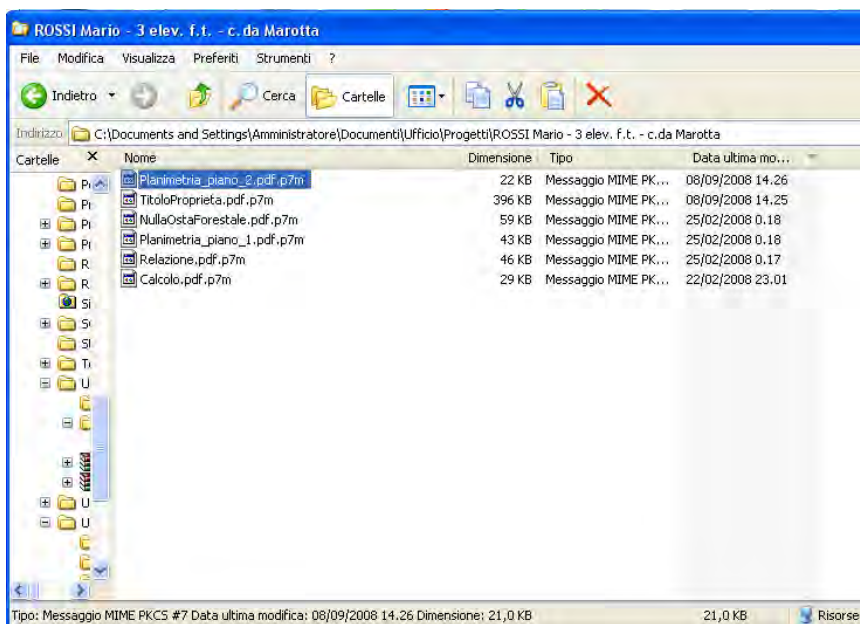 ROSSI Mario - 3 elev. f.t. - c.da Marotta
File Modifica Visualizza Preferiti Strumenti ?
Indietro Cerca Cartelle
Indirizzo C:\Documents and Settings\Amministratore\Documenti\Ufficio\Progetti\ROSSI Mario - 3 elev. f.t. - c.da Marotta
Cartelle × Nome Dimensione Tipo Data ultima mo...
Planimetria_piano_2.pdf.p7m 22 KB Messaggio MIME PK... 08/09/2008 14.26
TitoloProprieta.pdf.p7m 396 KB Messaggio MIME PK... 08/09/2008 14.25
NullaOstaForestale.pdf.p7m 59 KB Messaggio MIME PK... 25/02/2008 0.18
Planimetria_piano_1.pdf.p7m 43 KB Messaggio MIME PK... 25/02/2008 0.18
R Relazione.pdf.p7m 46 KB Messaggio MIME PK... 25/02/2008 0.17
R Calcolo.pdf.p7m 29 KB Messaggio MIME PK... 22/02/2008 23.01
Si
U
U
U
Tipo: Messaggio MIME PKCS #7 Data ultima modifica: 08/09/2008 14.26 Dimensione: 21,0 KB 21,0 KB Risorse